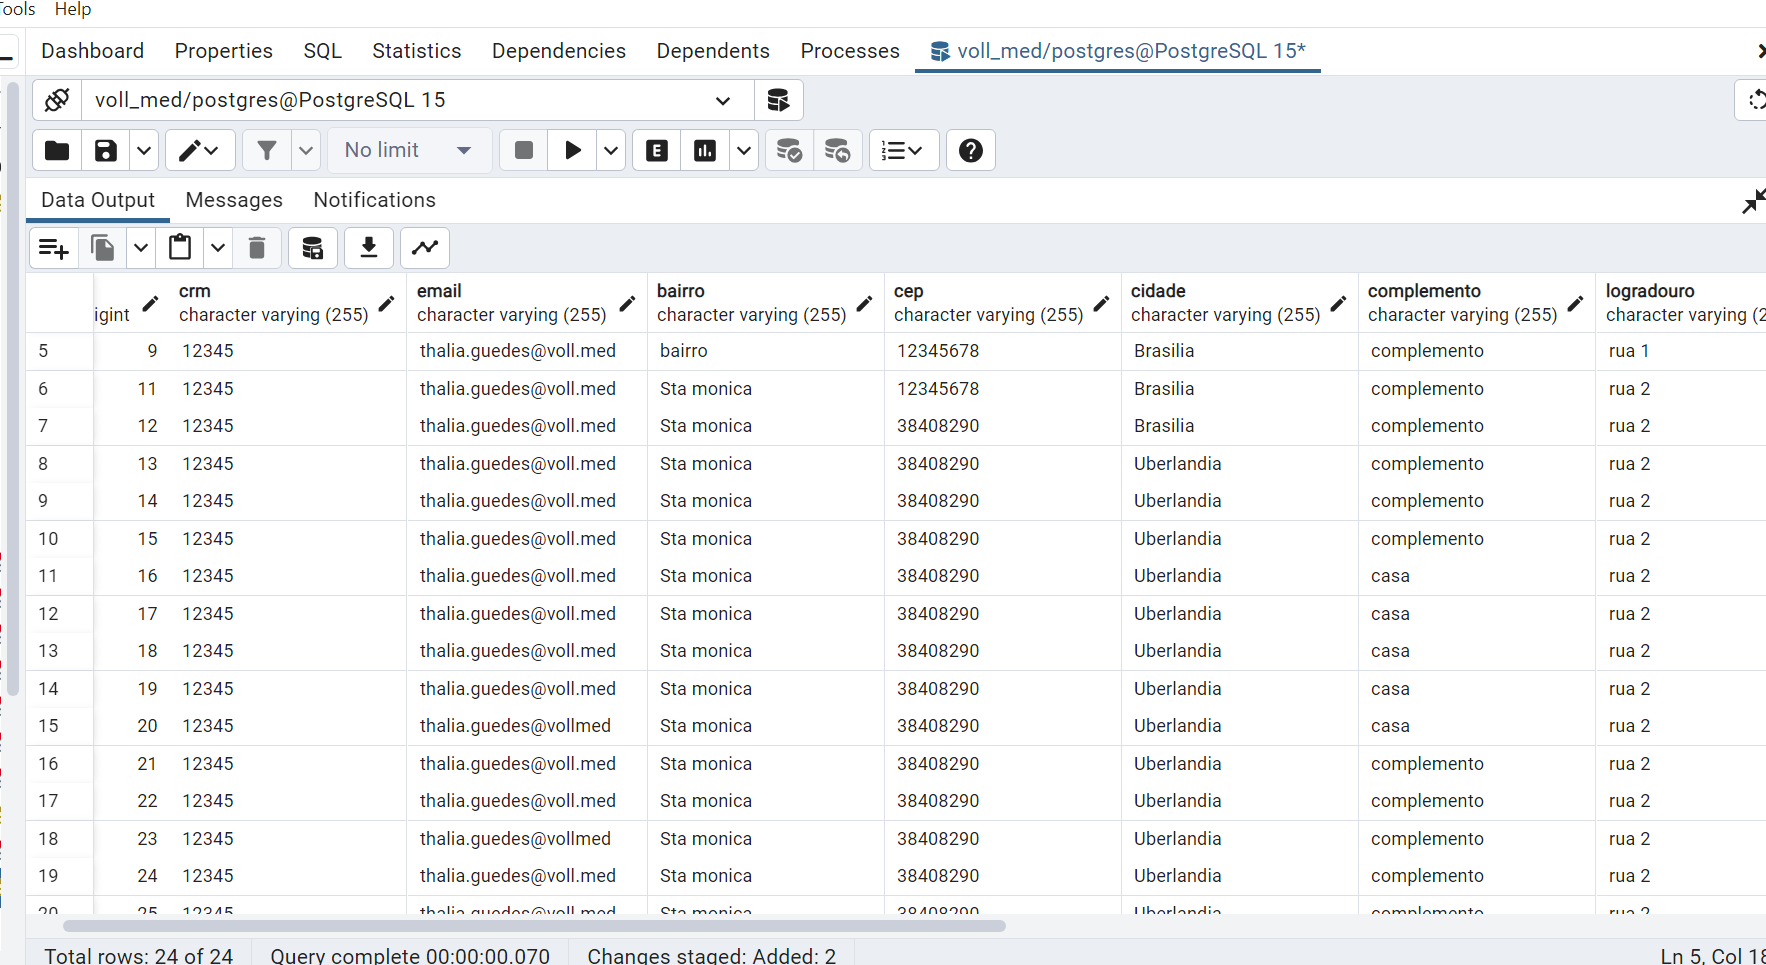 Tools Help
Dashboard Properties SQL Statistics Dependencies Dependents Processes voll_med/postgres@PostgreSQL 15*
voll_med/postgres@PostgreSQL 15
No limit
Data Output Messages Notifications
crm email bairro cep cidade complemento logradouro
igint character varying (255) character varying (255) character varying (255) character varying (255) character varying (255) character varying (255) character varying (2
5 9 12345 thalia.guedes@voll.med bairro 12345678 Brasilia complemento rua 1
6 11 12345 thalia.guedes@voll.med Sta monica 12345678 Brasilia complemento rua 2
7 12 12345 thalia.guedes@voll.med Sta monica 38408290 Brasilia complemento rua 2
8 13 12345 thalia.guedes@voll.med Sta monica 38408290 Uberlandia complemento rua 2
9 14 12345 thalia.guedes@voll.med Sta monica 38408290 Uberlandia complemento rua 2
10 15 12345 thalia.guedes@voll.med Sta monica 38408290 Uberlandia complemento rua 2
11 16 12345 thalia.guedes@voll.med Sta monica 38408290 Uberlandia casa rua 2
12 17 12345 thalia.guedes@voll.med Sta monica 38408290 Uberlandia casa rua 2
13 18 12345 thalia.guedes@voll.med Sta monica 38408290 Uberlandia casa rua 2
14 19 12345 thalia.guedes@voll.med Sta monica 38408290 Uberlandia casa rua 2
15 20 12345 thalia.guedes@vollmed Sta monica 38408290 Uberlandia casa rua 2
16 21 12345 thalia.guedes@voll.med Sta monica 38408290 Uberlandia complemento rua 2
17 22 12345 thalia.guedes@voll.med Sta monica 38408290 Uberlandia complemento rua 2
18 23 12345 thalia.guedes@vollmed Sta monica 38408290 Uberlandia complemento rua 2
19 24 12345 thalia.guedes@voll.med Sta monica 38408290 Uberlandia complemento rua 2
20 25 12345 thalia.guedes@voll.med Sta monica 38408290 Uberlandia complemento rua 2
Total rows: 24 of 24 Query complete 00:00:00.070 Changes staged: Added: 2 Ln 5, Col 18